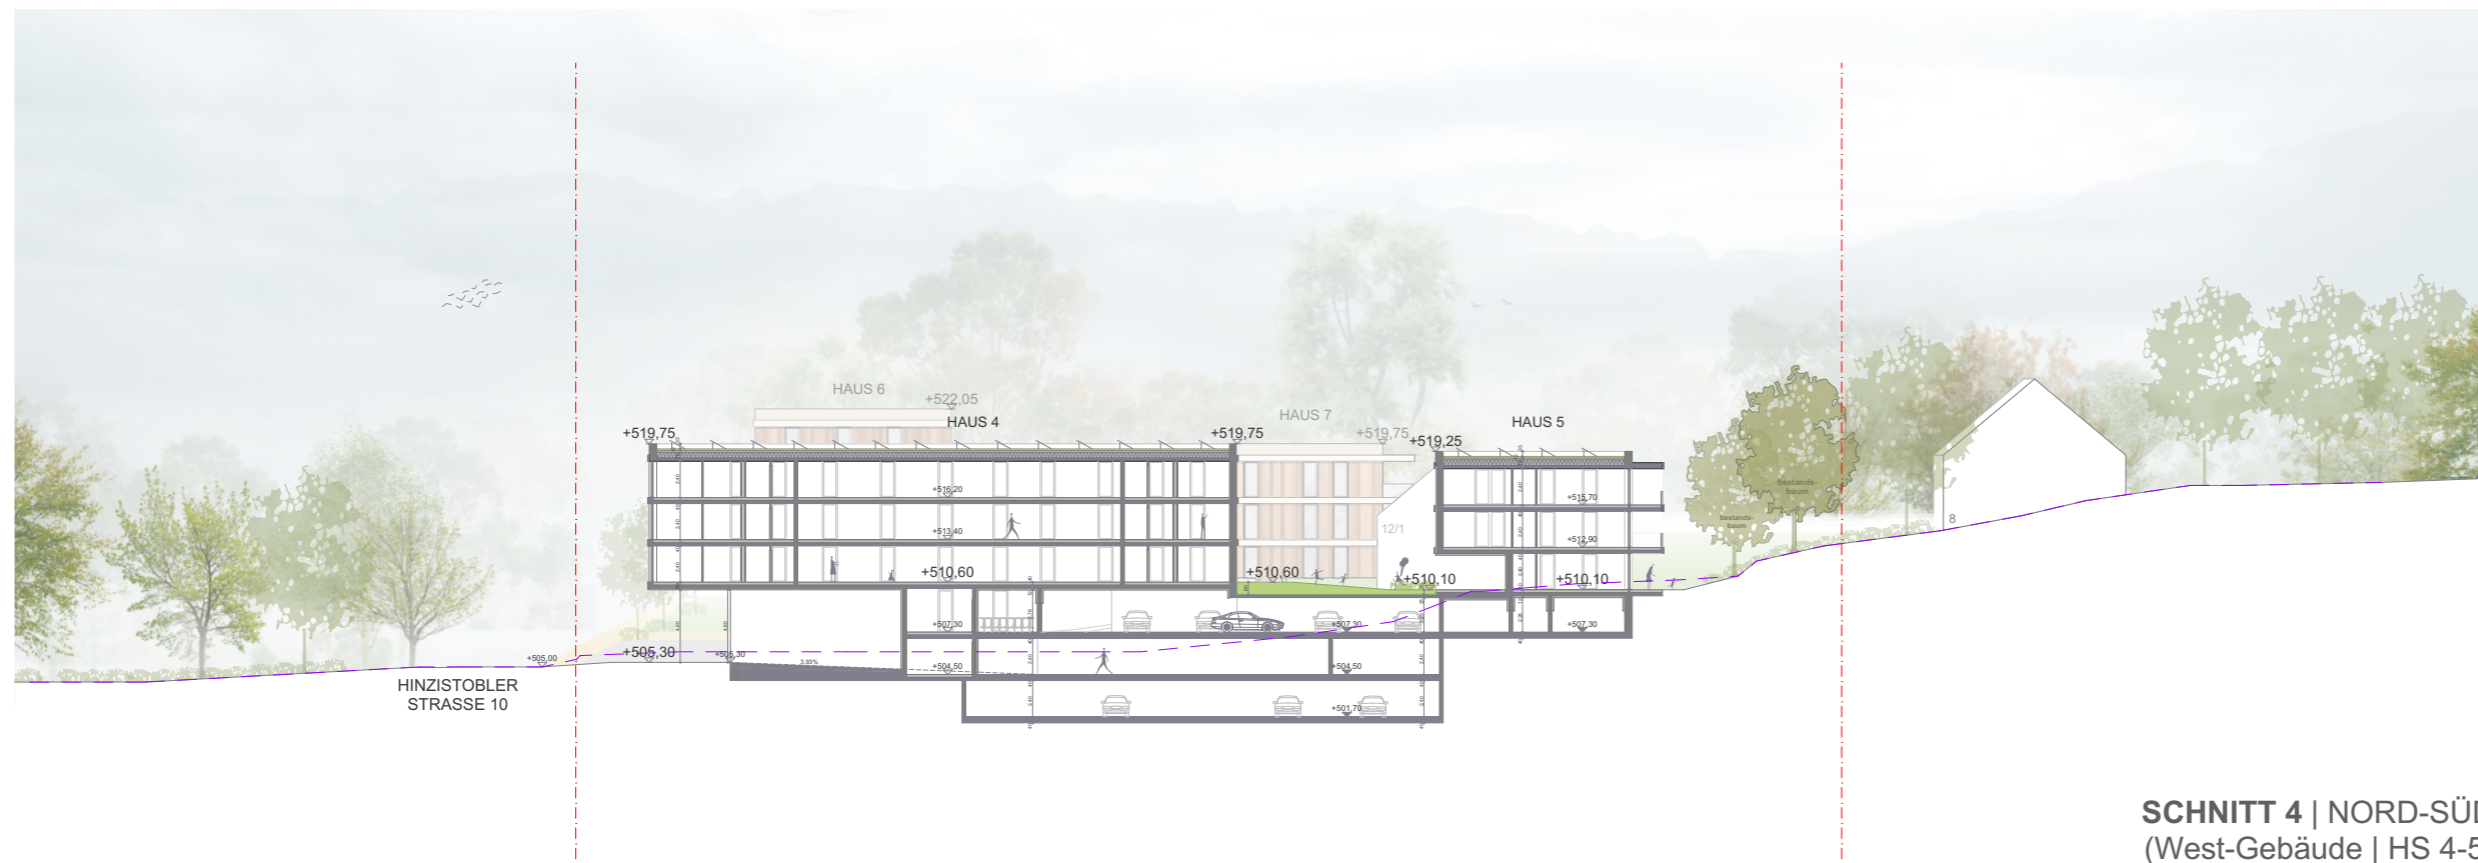 HAUS 6
+522,05
HAUS 4
HAUS 7
HAUS 5
+519,75
+519,75
+519,75
+519,25
+516,20
+515,70
+513,40
+512,90
12/1
8
bestands-
baum
bestands-
baum
+510,60
+510,60
+510,10
+510,10
+507,30
+507,30
+507,30
+505,00
+505,30
+505,30
3.93%
+504,50
+504,50
+501,70
HINZISTOBLER
STRASSE 10
SCHNITT 4 | NORD-SÜD
(West-Gebäude | HS 4-5